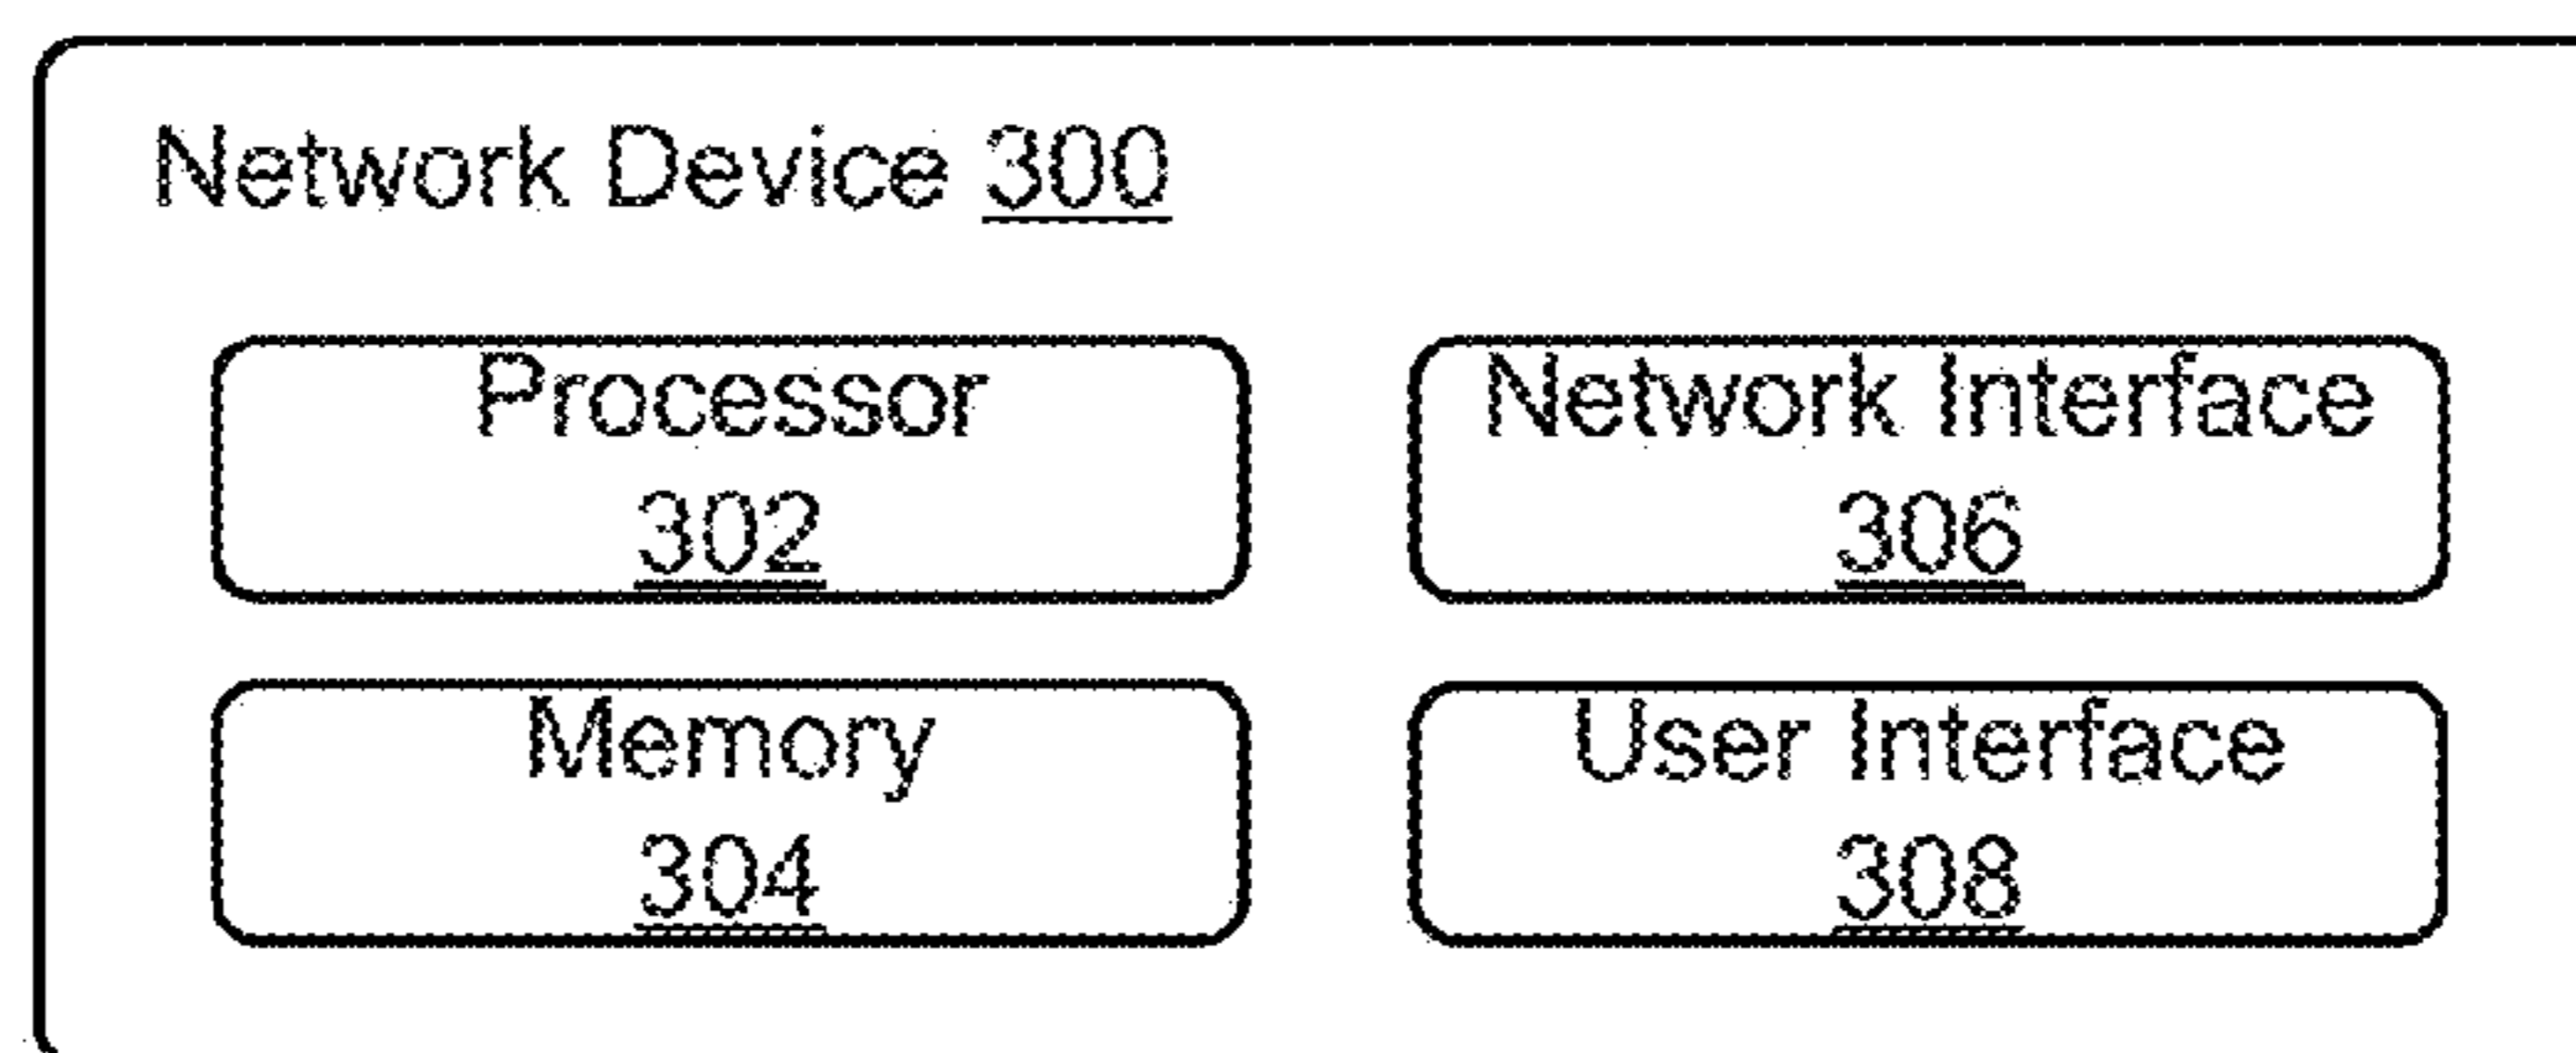 Network Device 300
Processor
302
Network Interface
306
Memory
304
User Interface
308